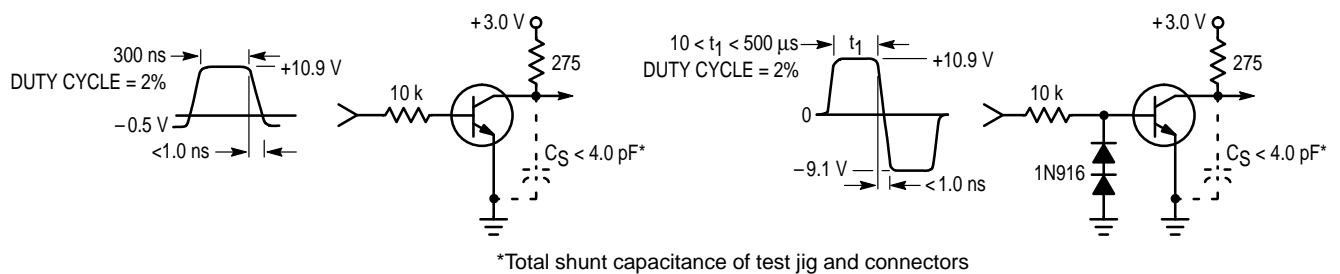 +3.0 V
300 ns
+10.9 V
DUTY CYCLE = 2%
275
10 k
−0.5 V
<1.0 ns
CS < 4.0 pF*
+3.0 V
10 < t1 < 500 µs
t1
+10.9 V
DUTY CYCLE = 2%
275
10 k
0
CS < 4.0 pF*
−9.1 V
1N916
<1.0 ns
*Total shunt capacitance of test jig and connectors